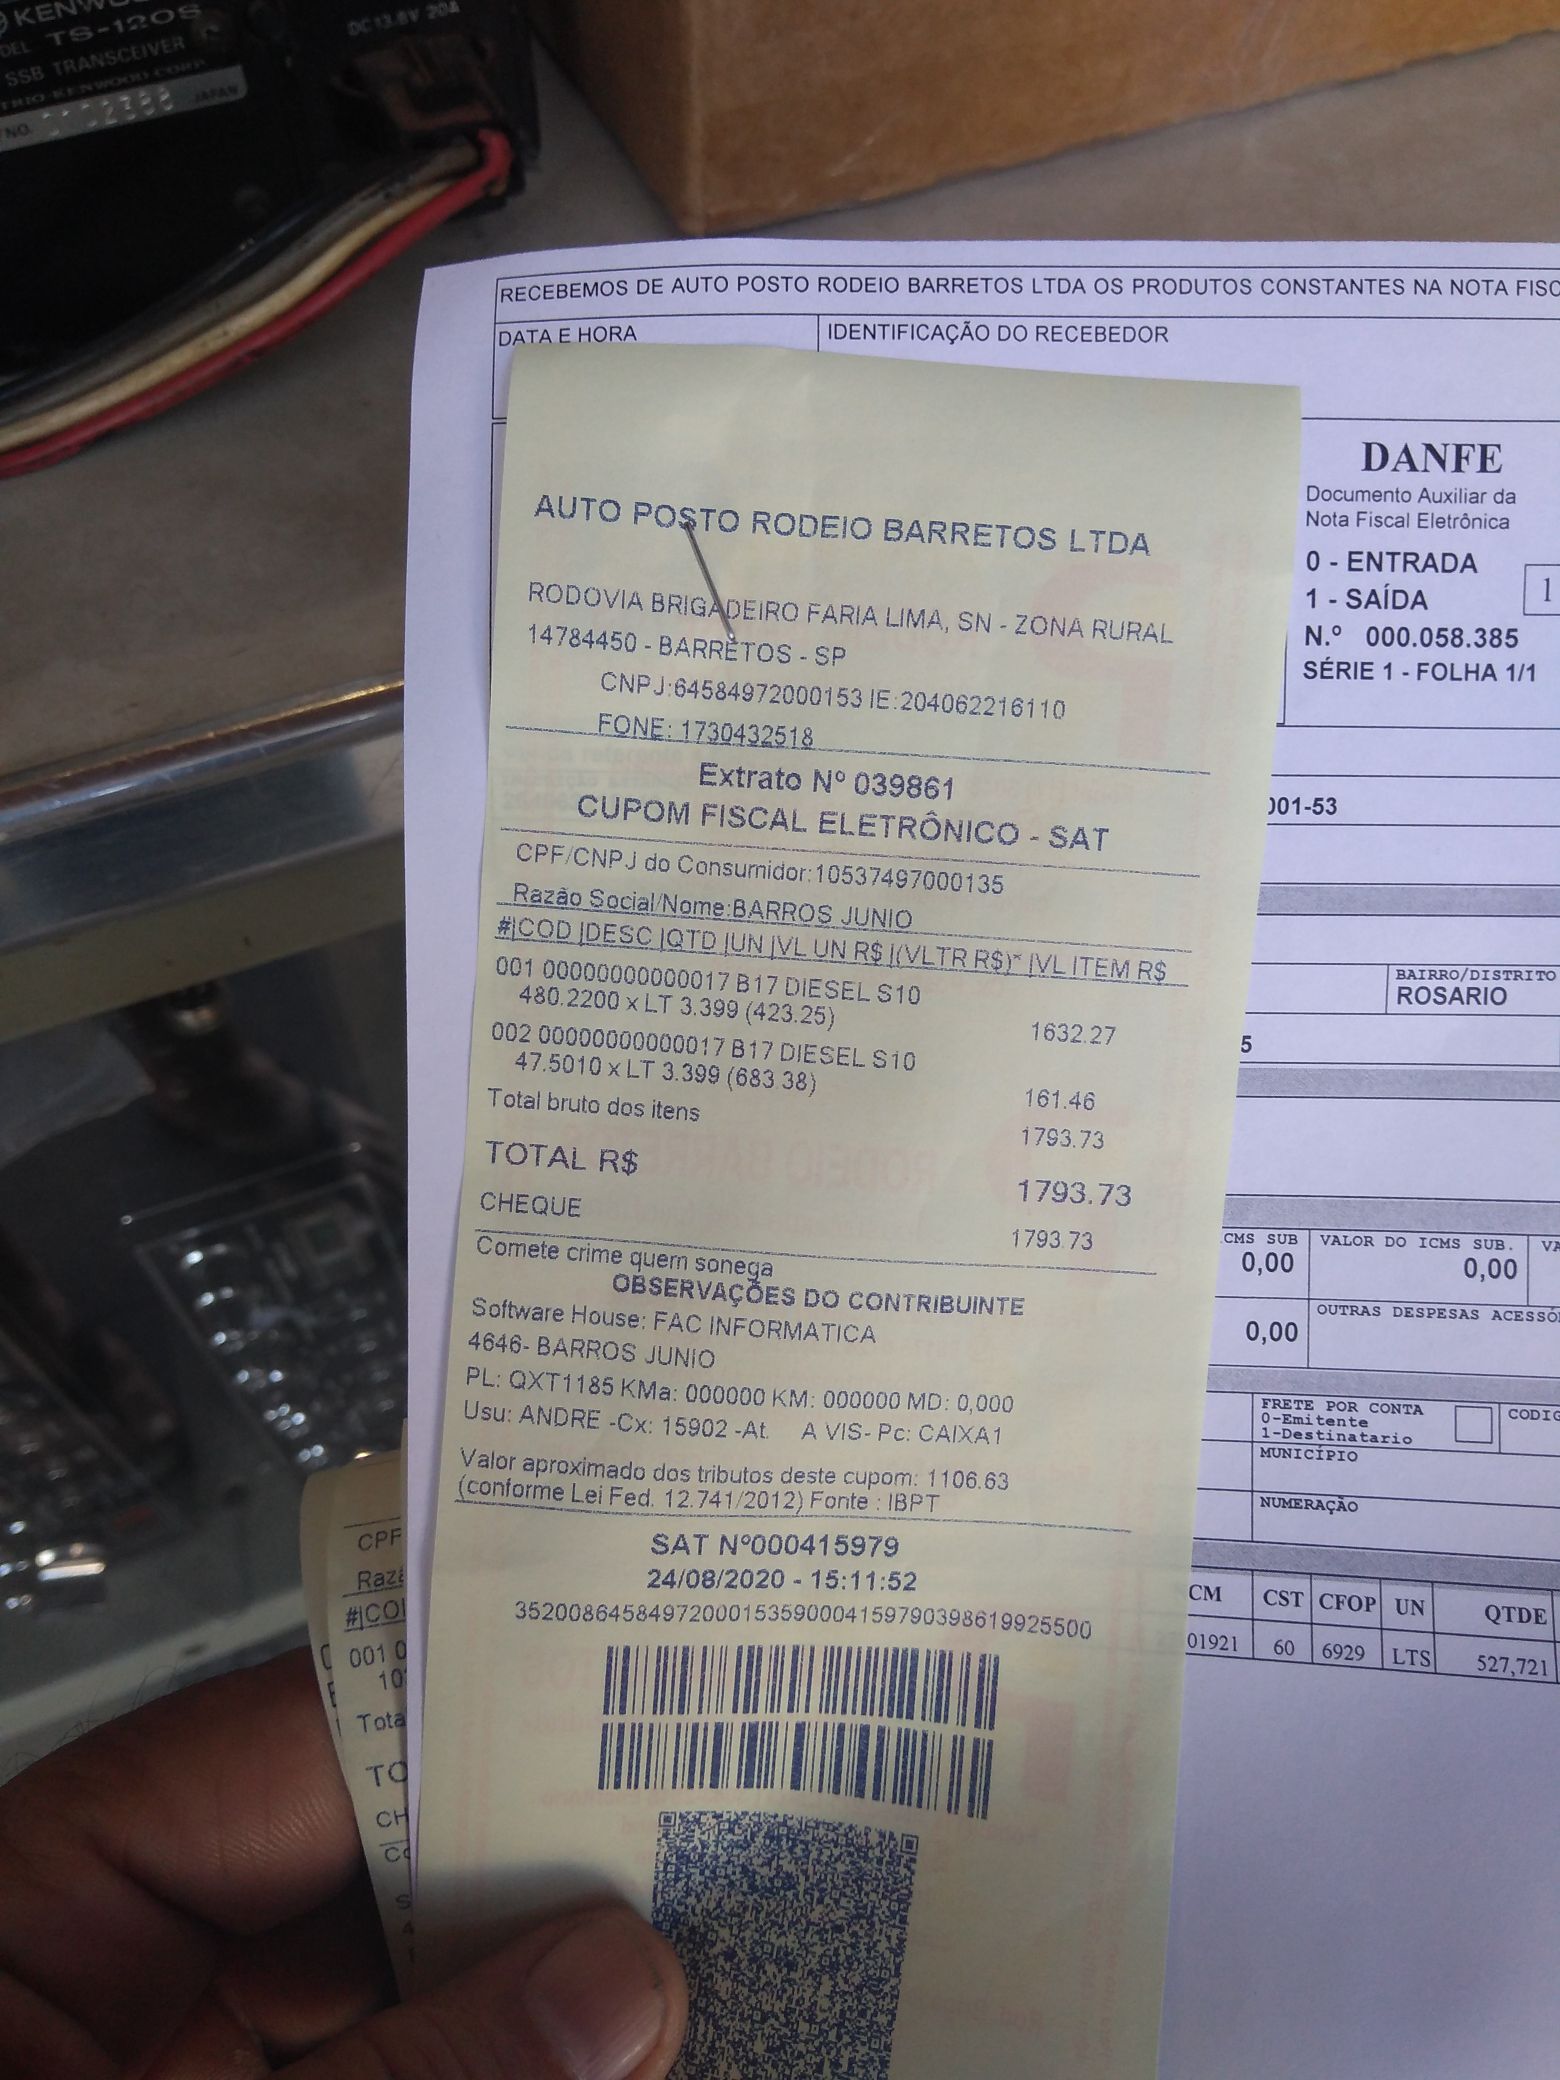 KENWOOD
MODEL TS-120S
SSB TRANSCEIVER
TRIO-KENWOOD CORP.
JAPAN
DC 13.8V 20A
RECEBEMOS DE AUTO POSTO RODEIO BARRETOS LTDA OS PRODUTOS CONSTANTES NA NOTA FISC
DATA E HORA
IDENTIFICAÇÃO DO RECEBEDOR
DANFE
Documento Auxiliar da
Nota Fiscal Eletrônica
0 - ENTRADA
1 - SAÍDA
1
N.º 000.058.385
SÉRIE 1 - FOLHA 1/1
001-53
BAIRRO/DISTRITO
ROSARIO
5
CMS SUB
0,00
VALOR DO ICMS SUB.
0,00
VA
0,00
OUTRAS DESPESAS ACESSÓ
FRETE POR CONTA
0-Emitente
1-Destinatario
CODIG
MUNICÍPIO
NUMERAÇÃO
CM CST CFOP UN QTDE
01921 60 6929 LTS 527,721
AUTO POSTO RODEIO BARRETOS LTDA
RODOVIA BRIGADEIRO FARIA LIMA, SN - ZONA RURAL
14784450 - BARRETOS - SP
CNPJ:64584972000153 IE:204062216110
FONE: 1730432518
Extrato Nº 039861
CUPOM FISCAL ELETRÔNICO - SAT
CPF/CNPJ do Consumidor:10537497000135
Razão Social/Nome:BARROS JUNIO
#|COD |DESC |QTD |UN |VL UN R$ |(VLTR R$)* |VL ITEM R$
001 00000000000017 B17 DIESEL S10
480.2200 x LT 3.399 (423.25) 1632.27
002 00000000000017 B17 DIESEL S10
47.5010 x LT 3.399 (683.38) 161.46
Total bruto dos itens 1793.73
TOTAL R$ 1793.73
CHEQUE 1793.73
Comete crime quem sonega
OBSERVAÇÕES DO CONTRIBUINTE
Software House: FAC INFORMATICA
4646- BARROS JUNIO
PL: QXT1185 KMa: 000000 KM: 000000 MD: 0,000
Usu: ANDRE -Cx: 15902 -At. A VIS- Pc: CAIXA1
Valor aproximado dos tributos deste cupom: 1106.63
(conforme Lei Fed. 12.741/2012) Fonte : IBPT
SAT Nº000415979
24/08/2020 - 15:11:52
35200864584972000153590004159790398619925500
CPF
Razã
#|CO
001 0
10
Tota
TO
CH